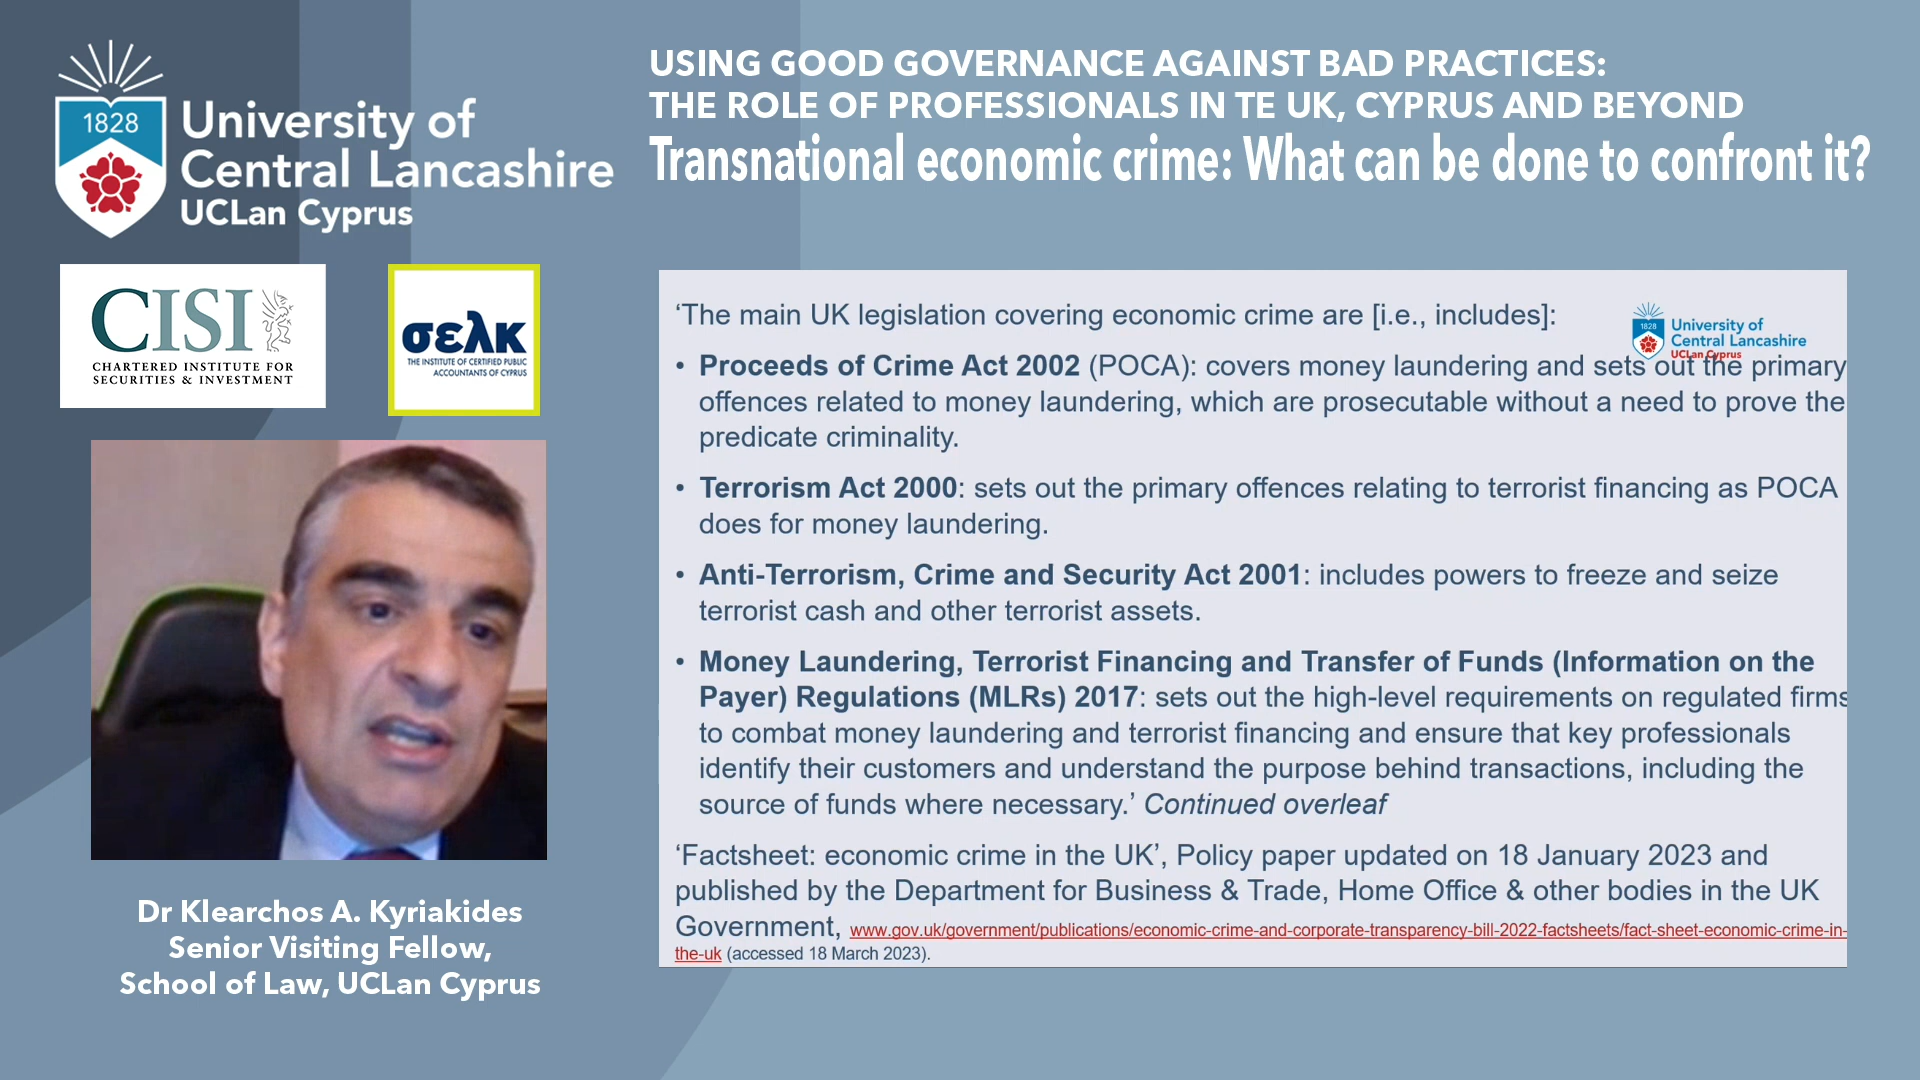 1828
University of
Central Lancashire
UCLan Cyprus
USING GOOD GOVERNANCE AGAINST BAD PRACTICES:
THE ROLE OF PROFESSIONALS IN TE UK, CYPRUS AND BEYOND
Transnational economic crime: What can be done to confront it?
CISI
CHARTERED INSTITUTE FOR
SECURITIES & INVESTMENT
σελκ
THE INSTITUTE OF CERTIFIED PUBLIC
ACCOUNTANTS OF CYPRUS
Dr Klearchos A. Kyriakides
Senior Visiting Fellow,
School of Law, UCLan Cyprus
1828
University of
Central Lancashire
UCLan Cyprus
‘The main UK legislation covering economic crime are [i.e., includes]:
• Proceeds of Crime Act 2002 (POCA): covers money laundering and sets out the primary
offences related to money laundering, which are prosecutable without a need to prove the
predicate criminality.
• Terrorism Act 2000: sets out the primary offences relating to terrorist financing as POCA
does for money laundering.
• Anti-Terrorism, Crime and Security Act 2001: includes powers to freeze and seize
terrorist cash and other terrorist assets.
• Money Laundering, Terrorist Financing and Transfer of Funds (Information on the
Payer) Regulations (MLRs) 2017: sets out the high-level requirements on regulated firms
to combat money laundering and terrorist financing and ensure that key professionals
identify their customers and understand the purpose behind transactions, including the
source of funds where necessary.’ Continued overleaf
‘Factsheet: economic crime in the UK’, Policy paper updated on 18 January 2023 and
published by the Department for Business & Trade, Home Office & other bodies in the UK
Government, www.gov.uk/government/publications/economic-crime-and-corporate-transparency-bill-2022-factsheets/fact-sheet-economic-crime-in-
the-uk (accessed 18 March 2023).